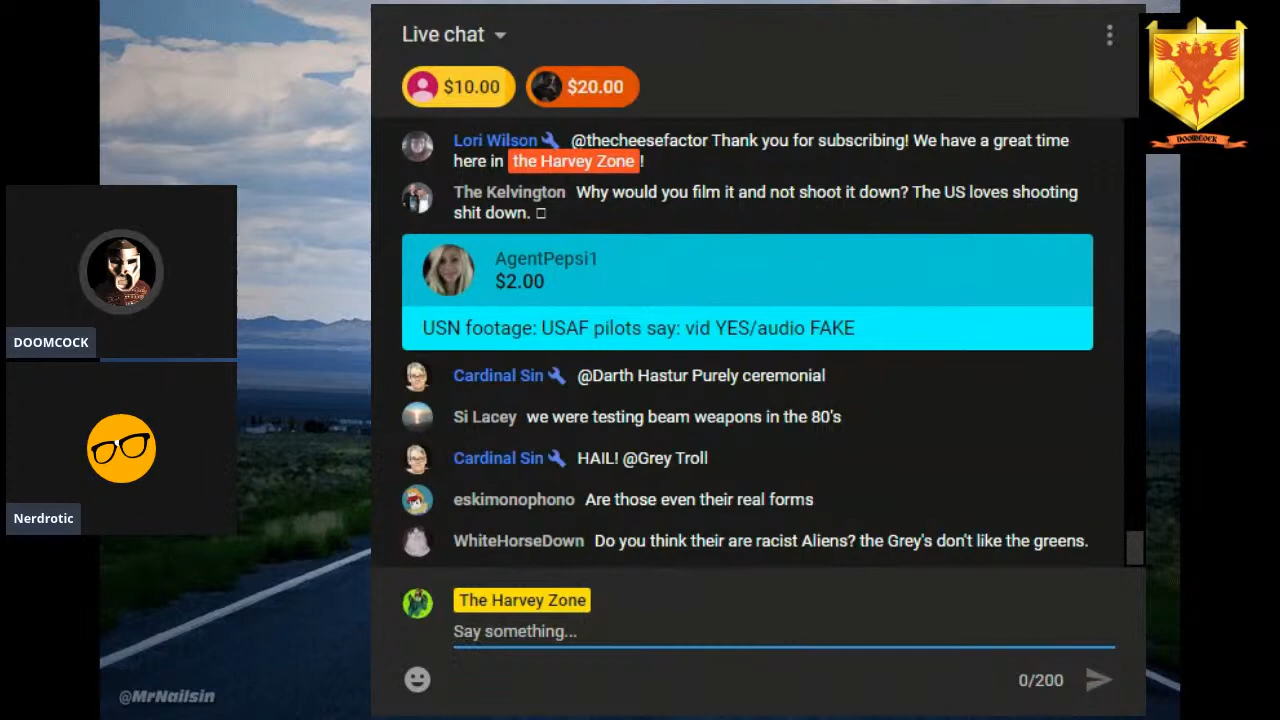 Live chat
$10.00 $20.00
DOOMCOCK
Lori Wilson @thecheesefactor Thank you for subscribing! We have a great time
here in the Harvey Zone!
The Kelvington Why would you film it and not shoot it down? The US loves shooting
shit down.
AgentPepsi1
$2.00
USN footage: USAF pilots say: vid YES/audio FAKE
DOOMCOCK
Cardinal Sin @Darth Hastur Purely ceremonial
Si Lacey we were testing beam weapons in the 80's
Cardinal Sin HAIL! @Grey Troll
eskimonophono Are those even their real forms
Nerdrotic
WhiteHorseDown Do you think their are racist Aliens? the Grey's don't like the greens.
The Harvey Zone
Say something...
0/200
@MrNailsin